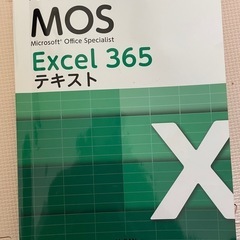 MOS
Microsoft® Office Specialist
Excel 365
テキスト
X